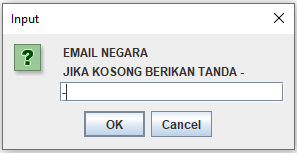 Input
EMAIL NEGARA
JIKA KOSONG BERIKAN TANDA -
-
OK Cancel